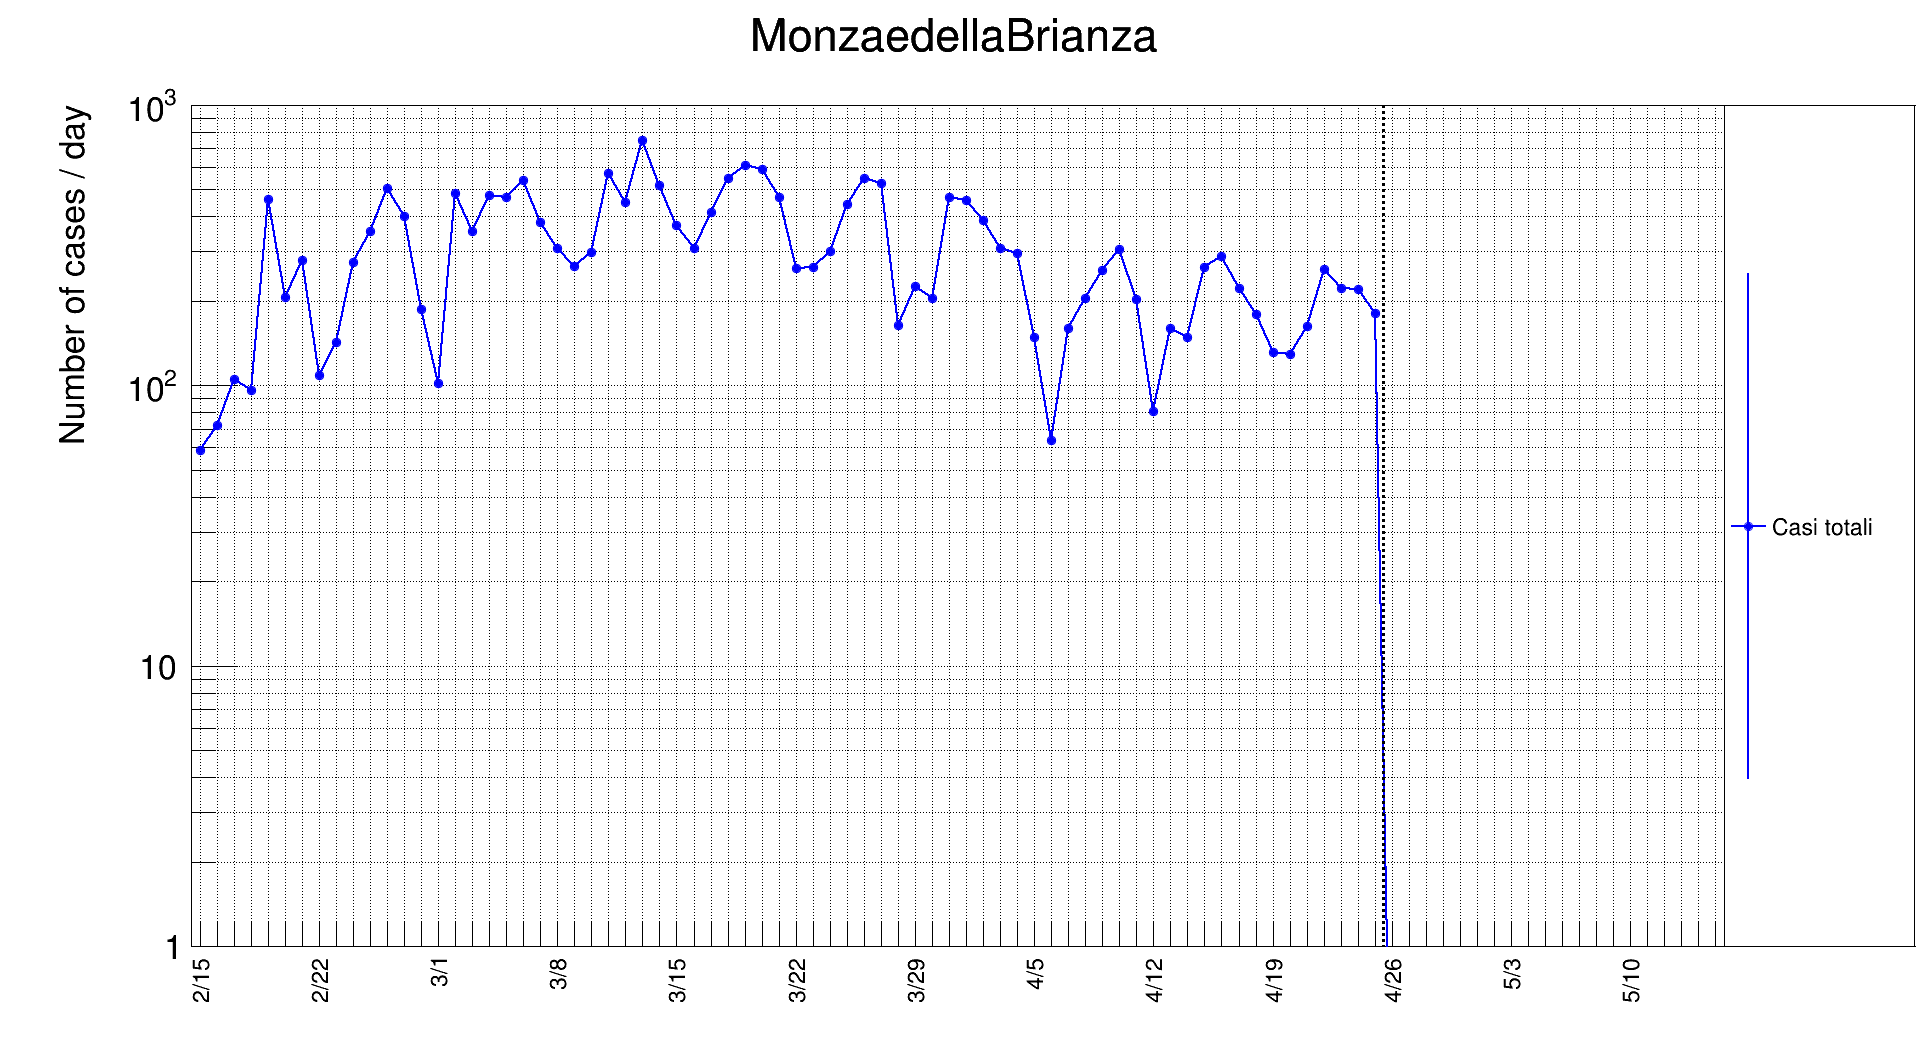 MonzaedellaBrianza
Number of cases / day
10³
10²
10
1
2/15 2/22 3/1 3/8 3/15 3/22 3/29 4/5 4/12 4/19 4/26 5/3 5/10
Casi totali